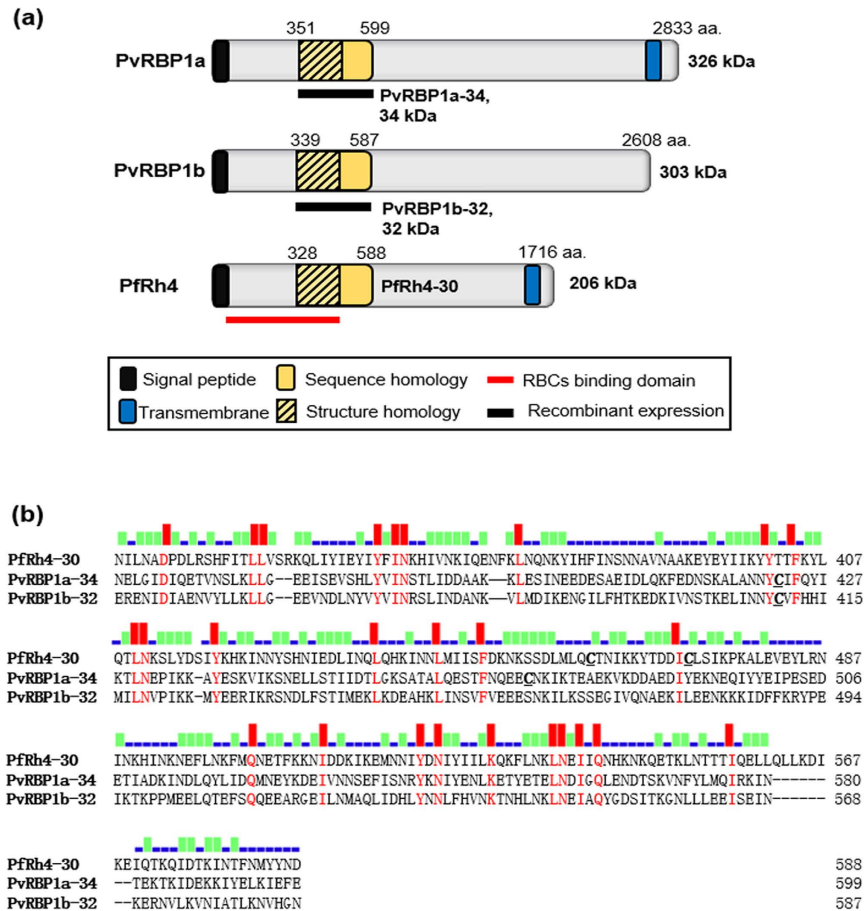 (a)
351 599 2833 aa.
PvRBP1a 326 kDa
PvRBP1a-34,
34 kDa
339 587 2608 aa.
PvRBP1b 303 kDa
PvRBP1b-32,
32 kDa
328 588 1716 aa.
PfRh4 PfRh4-30 206 kDa
Signal peptide Sequence homology RBCs binding domain
Transmembrane Structure homology Recombinant expression
(b)
PfRh4-30 NILNADPDLRSHFITLLVSRKQLIYIEYIYFINKHIVNKIQENFKLNQNKYIHFINSNNAVNAAKEYEYIIKYYTTFKYL 407
PvRBP1a-34 NELGIDIQETVNSLKLLG--EEISEVSHLYVINSTLIDDAAK--KLESINEEDESAEIDLQKFEDNSKALANNYCIFQYI 427
PvRBP1b-32 ERENIDIAENVYLLKLLG--EEVNDLYVYVINRSLINDANK--VLMDIKENGILFHTKEDKIVNSTKELINNYCVFHHI 415
PfRh4-30 QTLNKSLYDSIYKHKINNYSHNIEDLINQLQHKINNLMIISFDKNKSSDLMLQCTNIKKYTDDICLSIKPKALEVEYLRN 487
PvRBP1a-34 KTLNEPIKK-AYESKVIKSNELLSTIIDTLGKSATALQESTFNQEECNKIKTEAEKVKDDAEDIYEKNEQIYYEIPESED 506
PvRBP1b-32 MILNVPIKK-MYEERIKRSNDLFSTIMEKLKDEAHKLINSVFVEEESNKILKSSEGIVQNAEKILEENKKKIDFFKRYPE 494
PfRh4-30 INKHINKNEFLNKFMQNETFKKNIDDKIKEMNNIYDNIYIILKQKFLNKLNEIIQNHKNKQETKLNTTTIQELLQLLKDI 567
PvRBP1a-34 ETIADKINDLQTYLIDQMNEYKDEIVNNSEFISNRYKNIYENLKETYETELNDIGQLENDTSKVNFYLMQIRKIN------ 580
PvRBP1b-32 IKTKPPMEELQTEFSQQEEARGEILNMAQLIDHLYNNLFHVNKTNHLNKLNEIAQYGDSITKGNLLLEEISEIN------ 568
PfRh4-30 KEIQTKQIDTKINTFNMYYND 588
PvRBP1a-34 --TEKTKIDEKKIYELKIEFE 599
PvRBP1b-32 --KERNVLKVNIATLKNVHGN 587